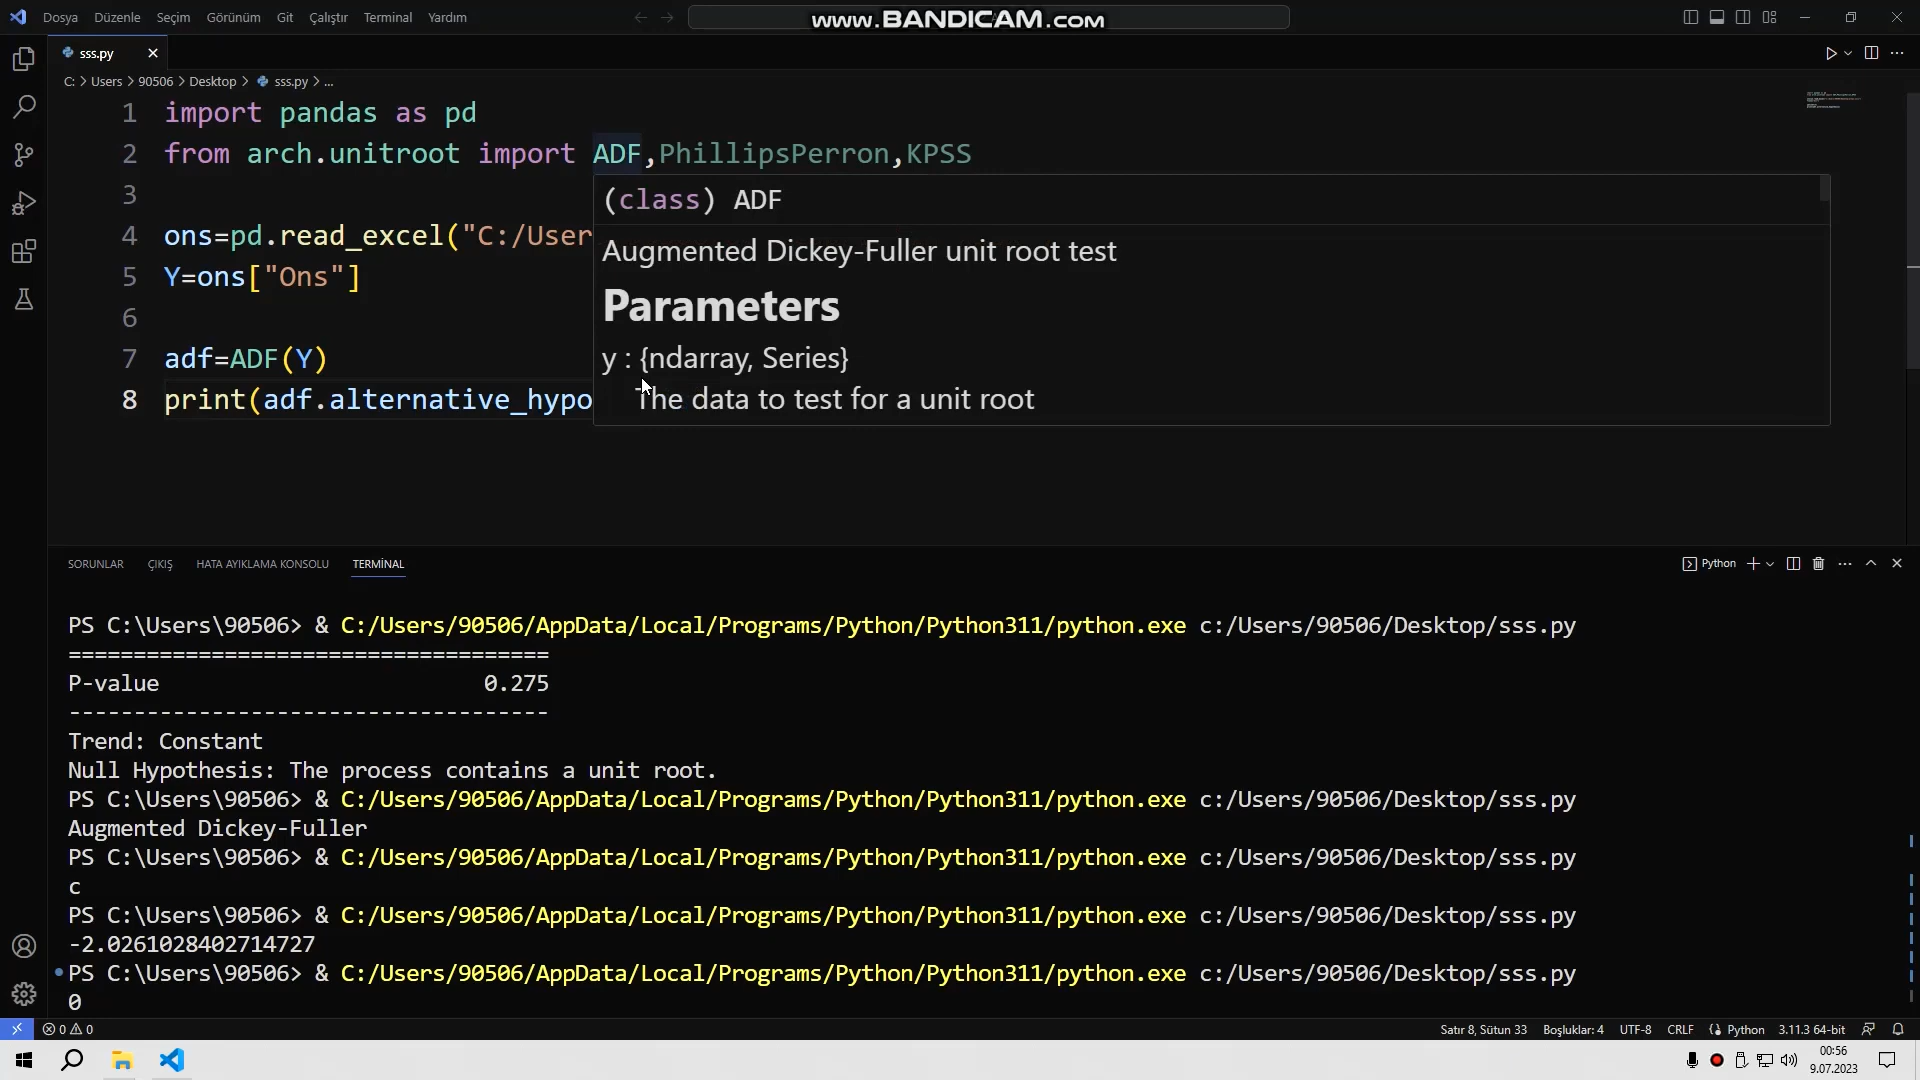 Dosya Düzenle Seçim Görünüm Git Çalıştır Terminal Yardım
www.BANDICAM.com
sss.py
C: > Users > 90506 > Desktop > sss.py > ...
1 import pandas as pd
2 from arch.unitroot import ADF,PhillipsPerron,KPSS
3
(class) ADF
4 ons=pd.read_excel("C:/User
Augmented Dickey-Fuller unit root test
5 Y=ons["Ons"]
Parameters
6
7 adf=ADF(Y)
y : {ndarray, Series}
8 print(adf.alternative_hypo
The data to test for a unit root
SORUNLAR ÇIKIŞ HATA AYIKLAMA KONSOLU TERMİNAL
Python
PS C:\Users\90506> & C:/Users/90506/AppData/Local/Programs/Python/Python311/python.exe c:/Users/90506/Desktop/sss.py
=====================================
P-value 0.275
-------------------------------------
Trend: Constant
Null Hypothesis: The process contains a unit root.
PS C:\Users\90506> & C:/Users/90506/AppData/Local/Programs/Python/Python311/python.exe c:/Users/90506/Desktop/sss.py
Augmented Dickey-Fuller
PS C:\Users\90506> & C:/Users/90506/AppData/Local/Programs/Python/Python311/python.exe c:/Users/90506/Desktop/sss.py
c
PS C:\Users\90506> & C:/Users/90506/AppData/Local/Programs/Python/Python311/python.exe c:/Users/90506/Desktop/sss.py
-2.0261028402714727
PS C:\Users\90506> & C:/Users/90506/AppData/Local/Programs/Python/Python311/python.exe c:/Users/90506/Desktop/sss.py
0
0 0 Satır 8, Sütun 33 Boşluklar: 4 UTF-8 CRLF Python 3.11.3 64-bit
00:56
9.07.2023